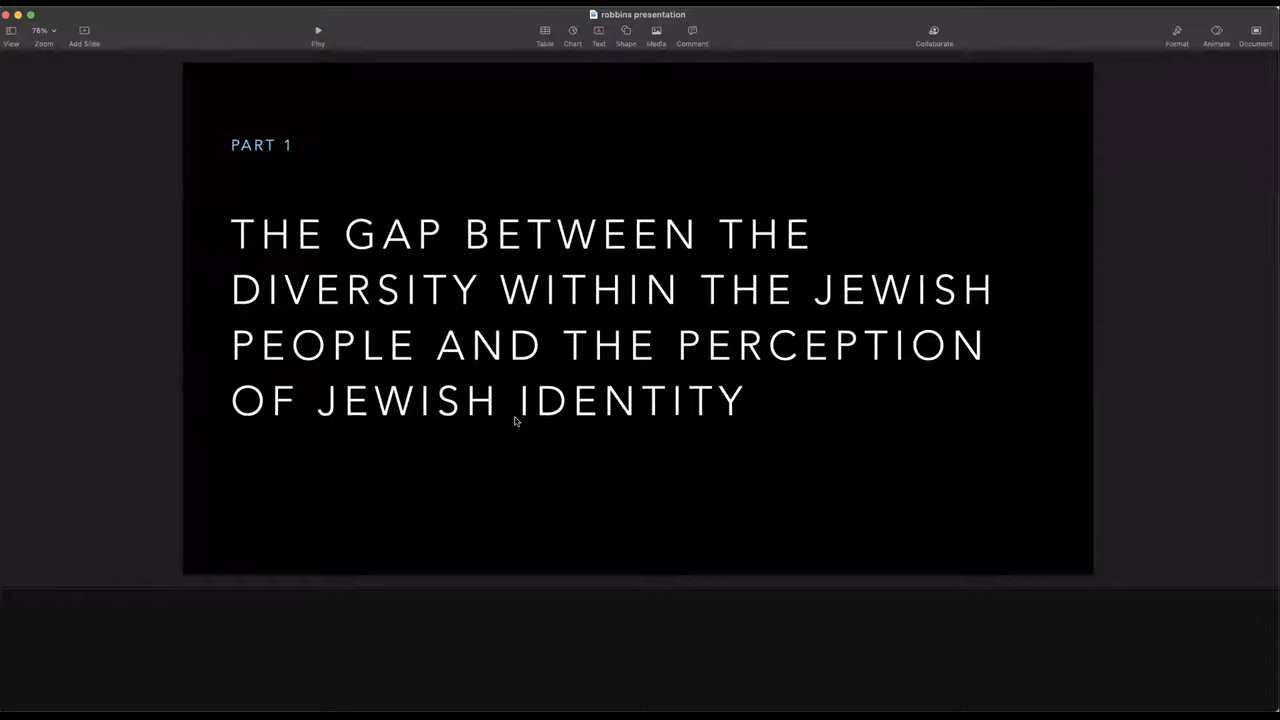 robbins presentation
76%
View
Zoom
Add Slide
Play
Table
Chart
Text
Shape
Media
Comment
Collaborate
Format
Animate
Document
PART 1
THE GAP BETWEEN THE
DIVERSITY WITHIN THE JEWISH
PEOPLE AND THE PERCEPTION
OF JEWISH IDENTITY